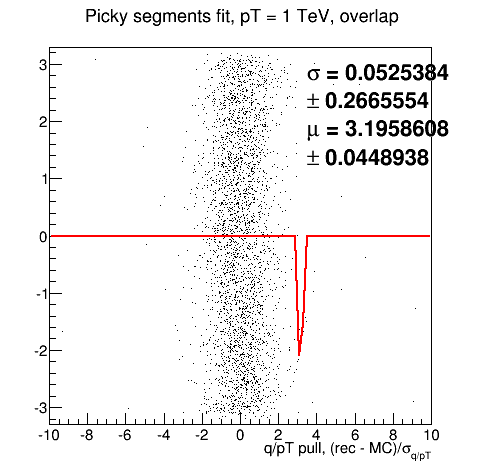 Picky segments fit, pT = 1 TeV, overlap
σ = 0.0525384
± 0.2665554
μ = 3.1958608
± 0.0448938
3
2
1
0
-1
-2
-3
-10 -8 -6 -4 -2 0 2 4 6 8 10
q/pT pull, (rec - MC)/σq/pT